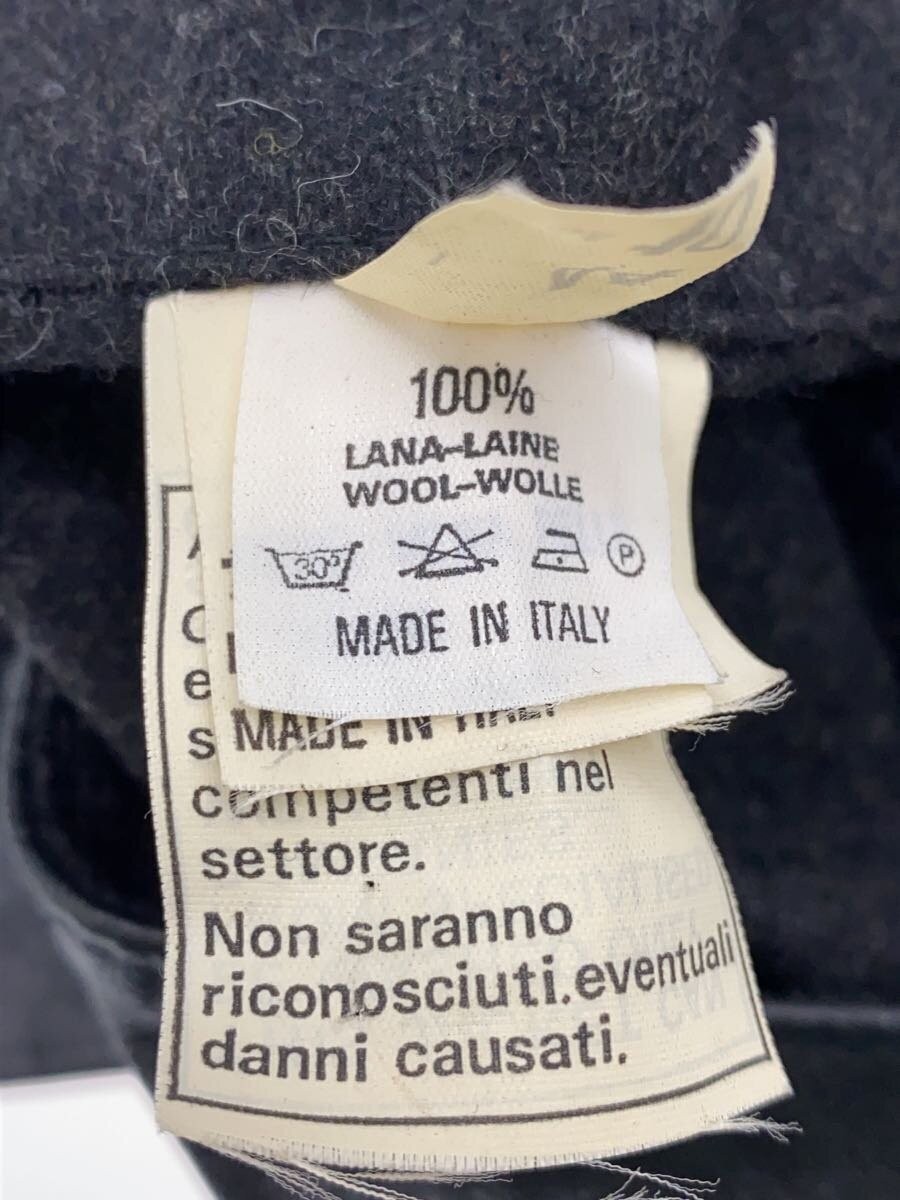 100%
LANA-LAINE
WOOL-WOLLE
30°
P
MADE IN ITALY
MADE IN ITALY
competenti nel
settore.
Non saranno
riconosciuti.eventuali
danni causati.